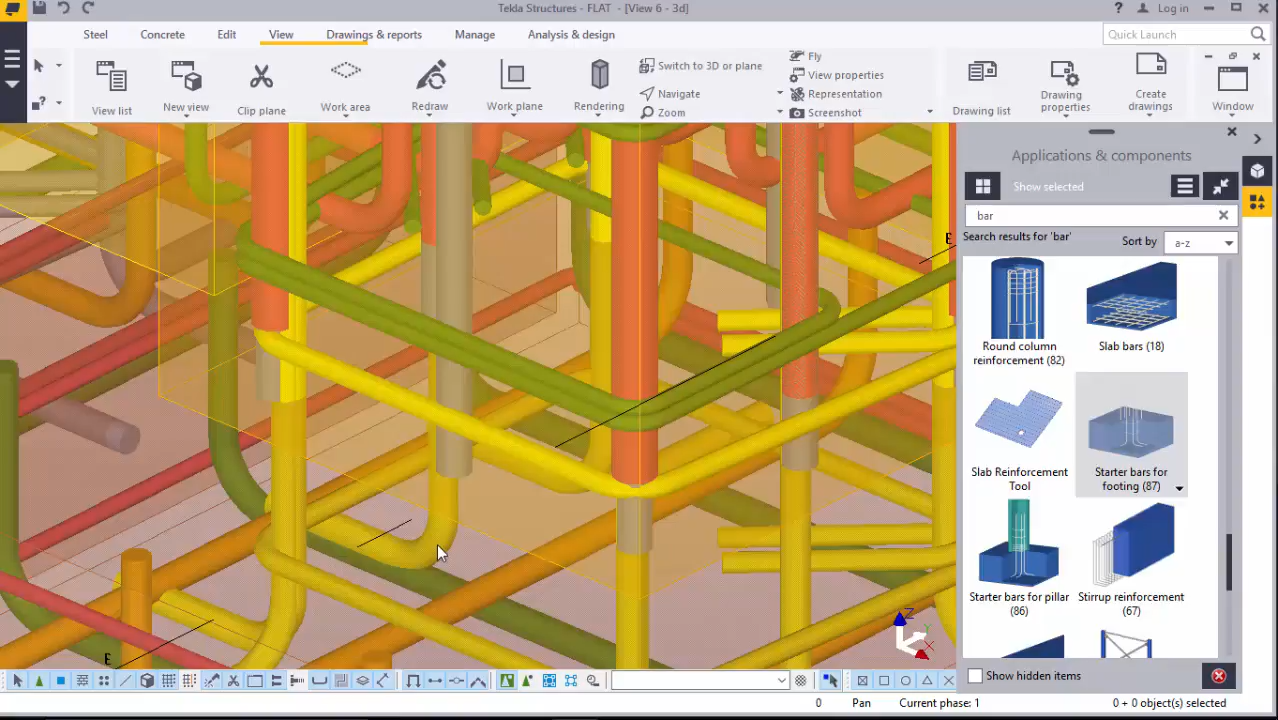 Tekla Structures - FLAT - [View 6 - 3d]
? Log in
Steel Concrete Edit View Drawings & reports Manage Analysis & design
Quick Launch
View list
New view
Clip plane
Work area
Redraw
Work plane
Rendering
Switch to 3D or plane
Navigate
Zoom
Fly
View properties
Representation
Screenshot
Drawing list
Drawing
properties
Create
drawings
Window
Applications & components
Show selected
bar
Search results for 'bar'
Sort by
a-z
Round column
reinforcement (82)
Slab bars (18)
Slab Reinforcement
Tool
Starter bars for
footing (87)
Starter bars for pillar
(86)
Stirrup reinforcement
(67)
Show hidden items
E
E
Z
Y
X
0 Pan Current phase: 1 0 + 0 object(s) selected